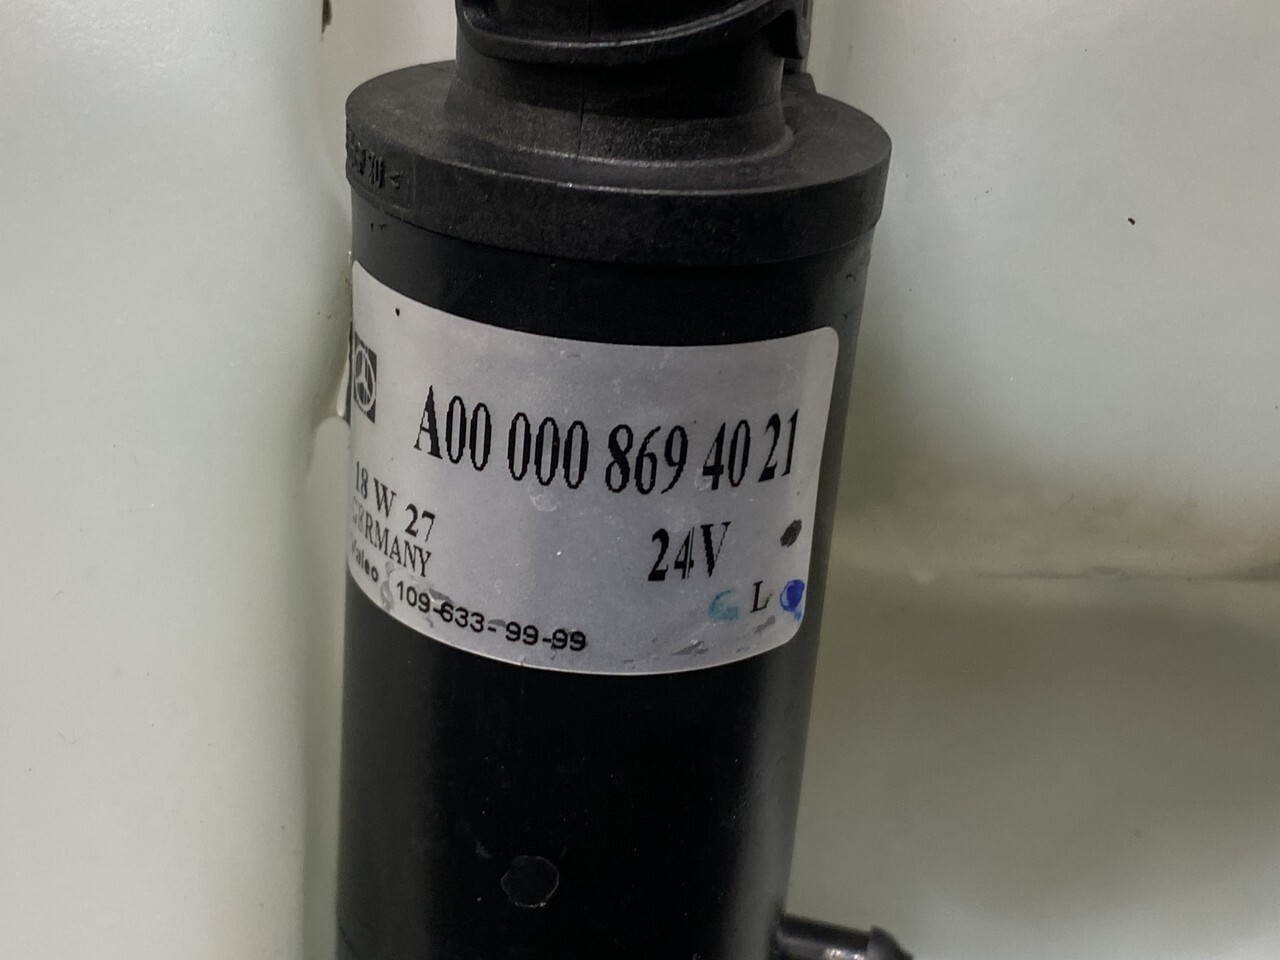 A00 000 869 40 21
18 W 27
24V
GERMANY
Valeo 109-633-99-99
L